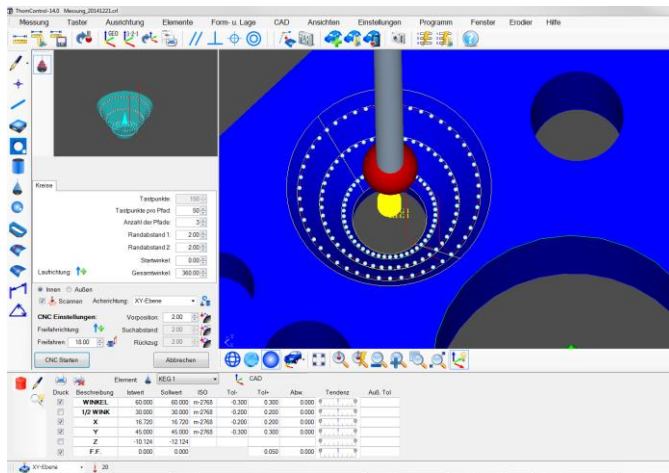 ThomControl-14.0 Messung_20141221.crl
Messung Taster Ausrichtung Elemente Form- u. Lage CAD Ansichten Einstellungen Programm Fenster Erodier Hilfe
GEO 3-2-1
Kreise
Tastpunkte: 150
Tastpunkte pro Pfad: 50
Anzahl der Pfade: 3
Randabstand 1: 2.00
Randabstand 2: 2.00
Startwinkel: 0.00
Laufrichtung: Gesamtwinkel: 360.00
Innen Außen
Scannen Achsrichtung: XY-Ebene
CNC Einstellungen: Vorposition: 2.00
Freifahrrichtung Suchabstand: 2.00
Freifahren: 18.00 Rückzug: 2.00
CNC Starten Abbrechen
Element KEG.1 CAD
Druck Beschreibung Istwert Sollwert ISO Tol- Tol+ Abw. Tendenz Auß. Tol
WINKEL 60.000 60.000 m-2768 -0.300 0.300 0.000
1/2 WINK 30.000 30.000 m-2768 -0.300 0.300 0.000
X 16.720 16.720 m-2768 -0.200 0.200 0.000
Y 45.000 45.000 m-2768 -0.300 0.300 0.000
Z -10.124 -12.124
F.F. 0.000 0.000 0.050 0.000
XY-Ebene 20